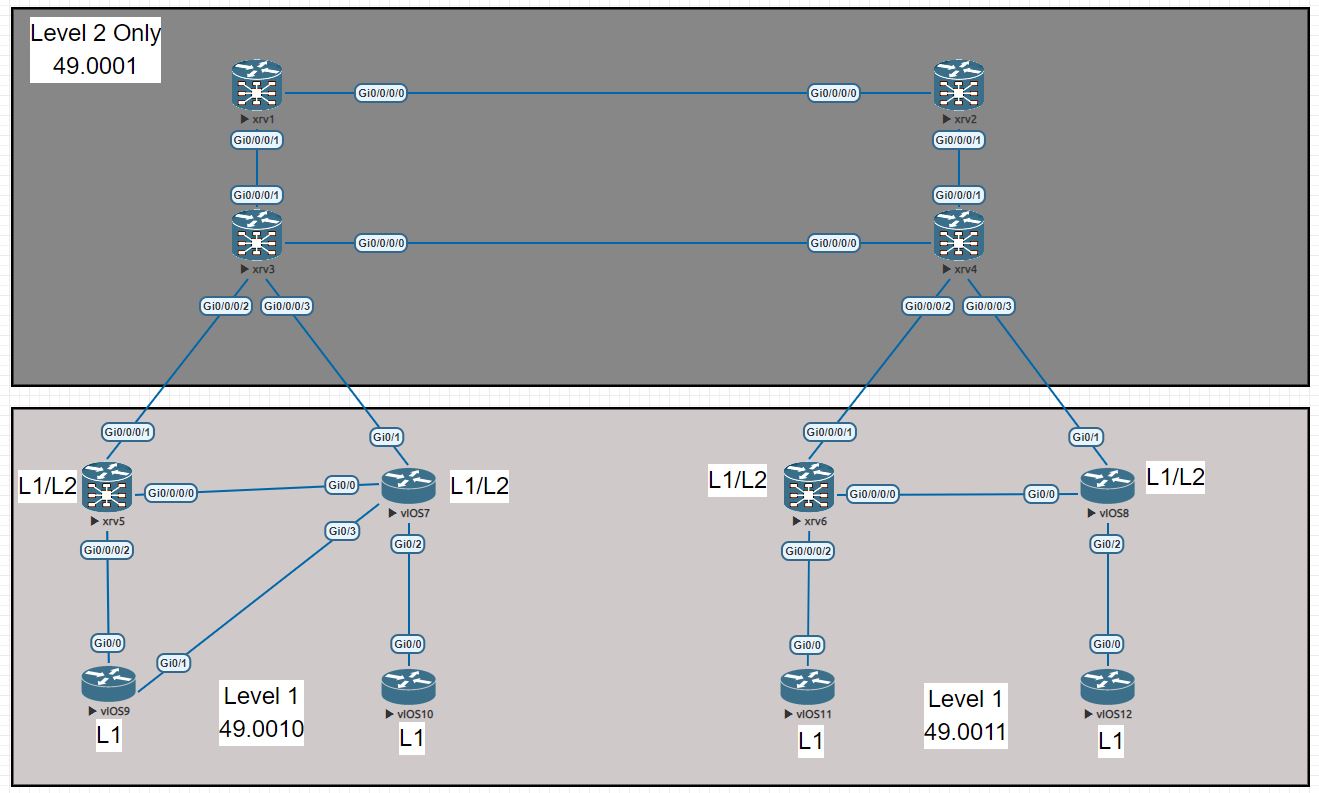 Level 2 Only
49.0001
xrv1
Gi0/0/0/0
Gi0/0/0/0
xrv2
Gi0/0/0/1
Gi0/0/0/1
Gi0/0/0/1
Gi0/0/0/1
xrv3
Gi0/0/0/0
Gi0/0/0/0
xrv4
Gi0/0/0/2
Gi0/0/0/3
Gi0/0/0/2
Gi0/0/0/3
Gi0/0/0/1
Gi0/1
Gi0/0/0/1
Gi0/1
L1/L2
xrv5
Gi0/0/0/0
Gi0/0
vIOS7
L1/L2
L1/L2
xrv6
Gi0/0/0/0
Gi0/0
vIOS8
L1/L2
Gi0/0/0/2
Gi0/3
Gi0/2
Gi0/0/0/2
Gi0/2
Gi0/0
Gi0/1
Gi0/0
Gi0/0
Gi0/0
vIOS9
L1
Level 1
49.0010
vIOS10
L1
vIOS11
L1
Level 1
49.0011
vIOS12
L1